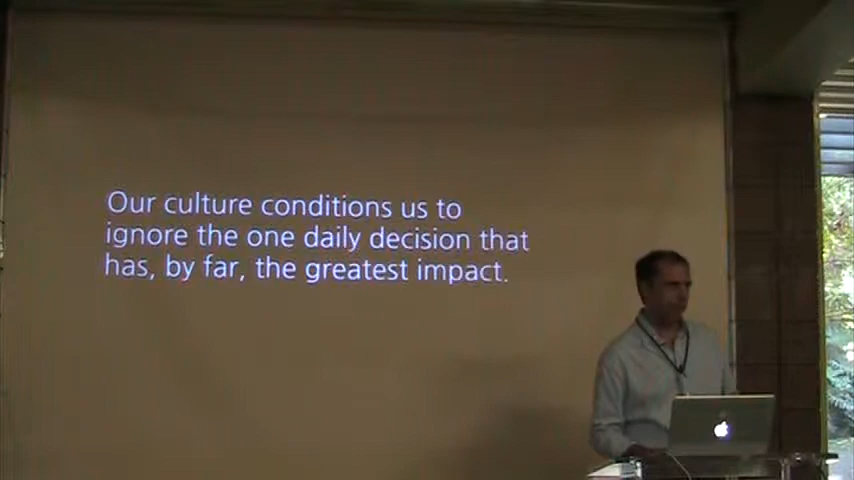 Our culture conditions us to
ignore the one daily decision that
has, by far, the greatest impact.